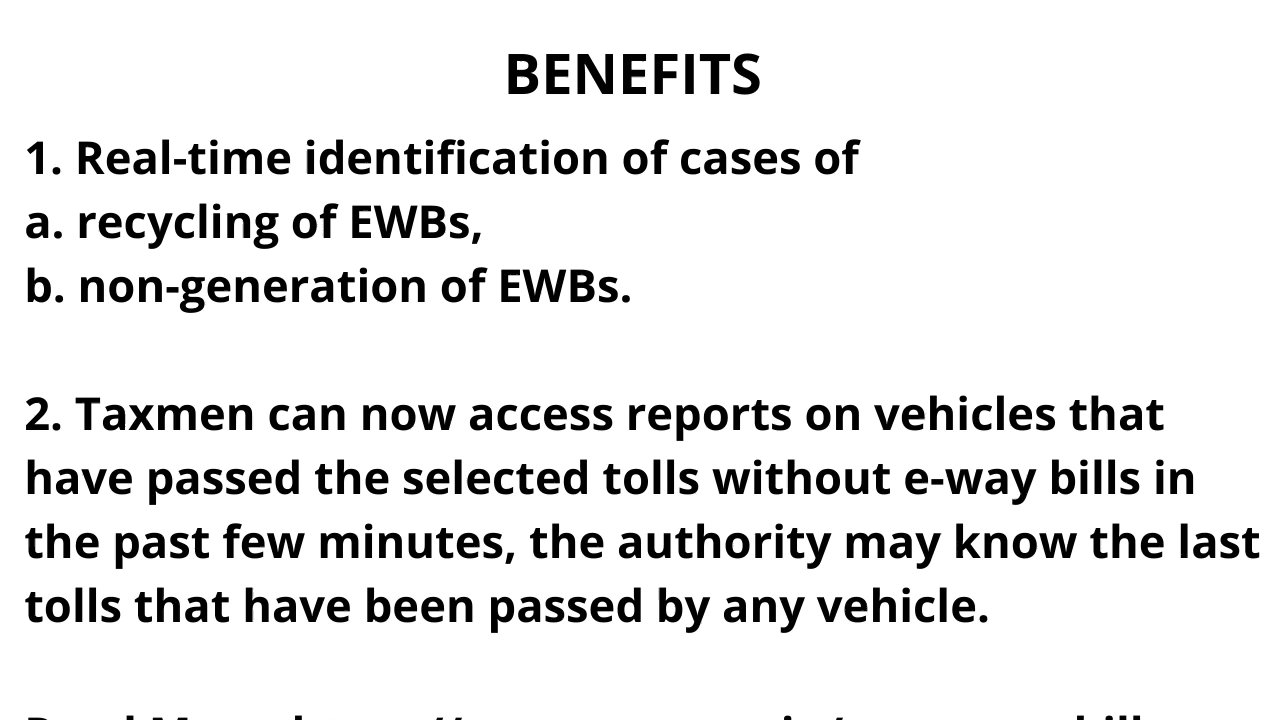 BENEFITS
1. Real-time identification of cases of
a. recycling of EWBs,
b. non-generation of EWBs.
2. Taxmen can now access reports on vehicles that
have passed the selected tolls without e-way bills in
the past few minutes, the authority may know the last
tolls that have been passed by any vehicle.